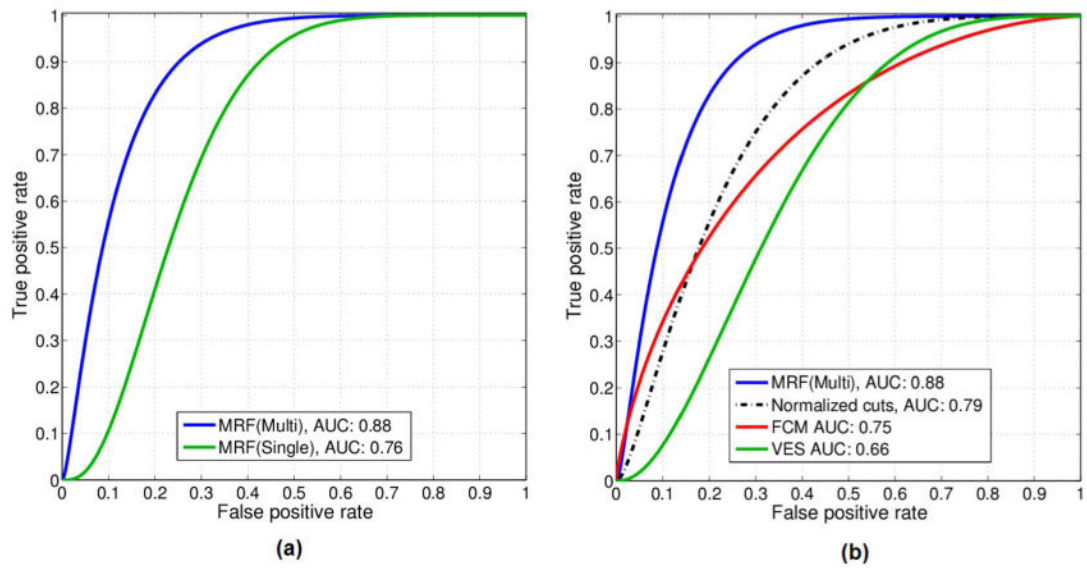 1
0.9
0.8
0.7
0.6
0.5
0.4
0.3
0.2
0.1
0
True positive rate
MRF(Multi), AUC: 0.88
MRF(Single), AUC: 0.76
0 0.1 0.2 0.3 0.4 0.5 0.6 0.7 0.8 0.9 1
False positive rate
(a)
1
0.9
0.8
0.7
0.6
0.5
0.4
0.3
0.2
0.1
0
True positive rate
MRF(Multi), AUC: 0.88
Normalized cuts, AUC: 0.79
FCM AUC: 0.75
VES AUC: 0.66
0 0.1 0.2 0.3 0.4 0.5 0.6 0.7 0.8 0.9 1
False positive rate
(b)